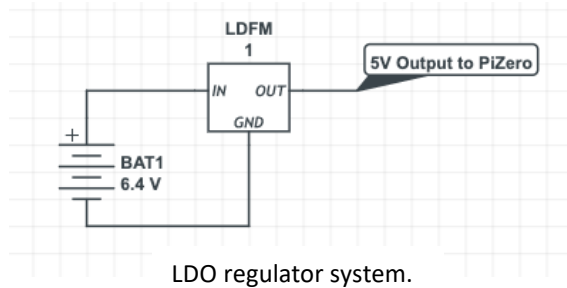 LDFM
1
5V Output to PiZero
IN OUT
GND
+
BAT1
6.4 V
LDO regulator system.